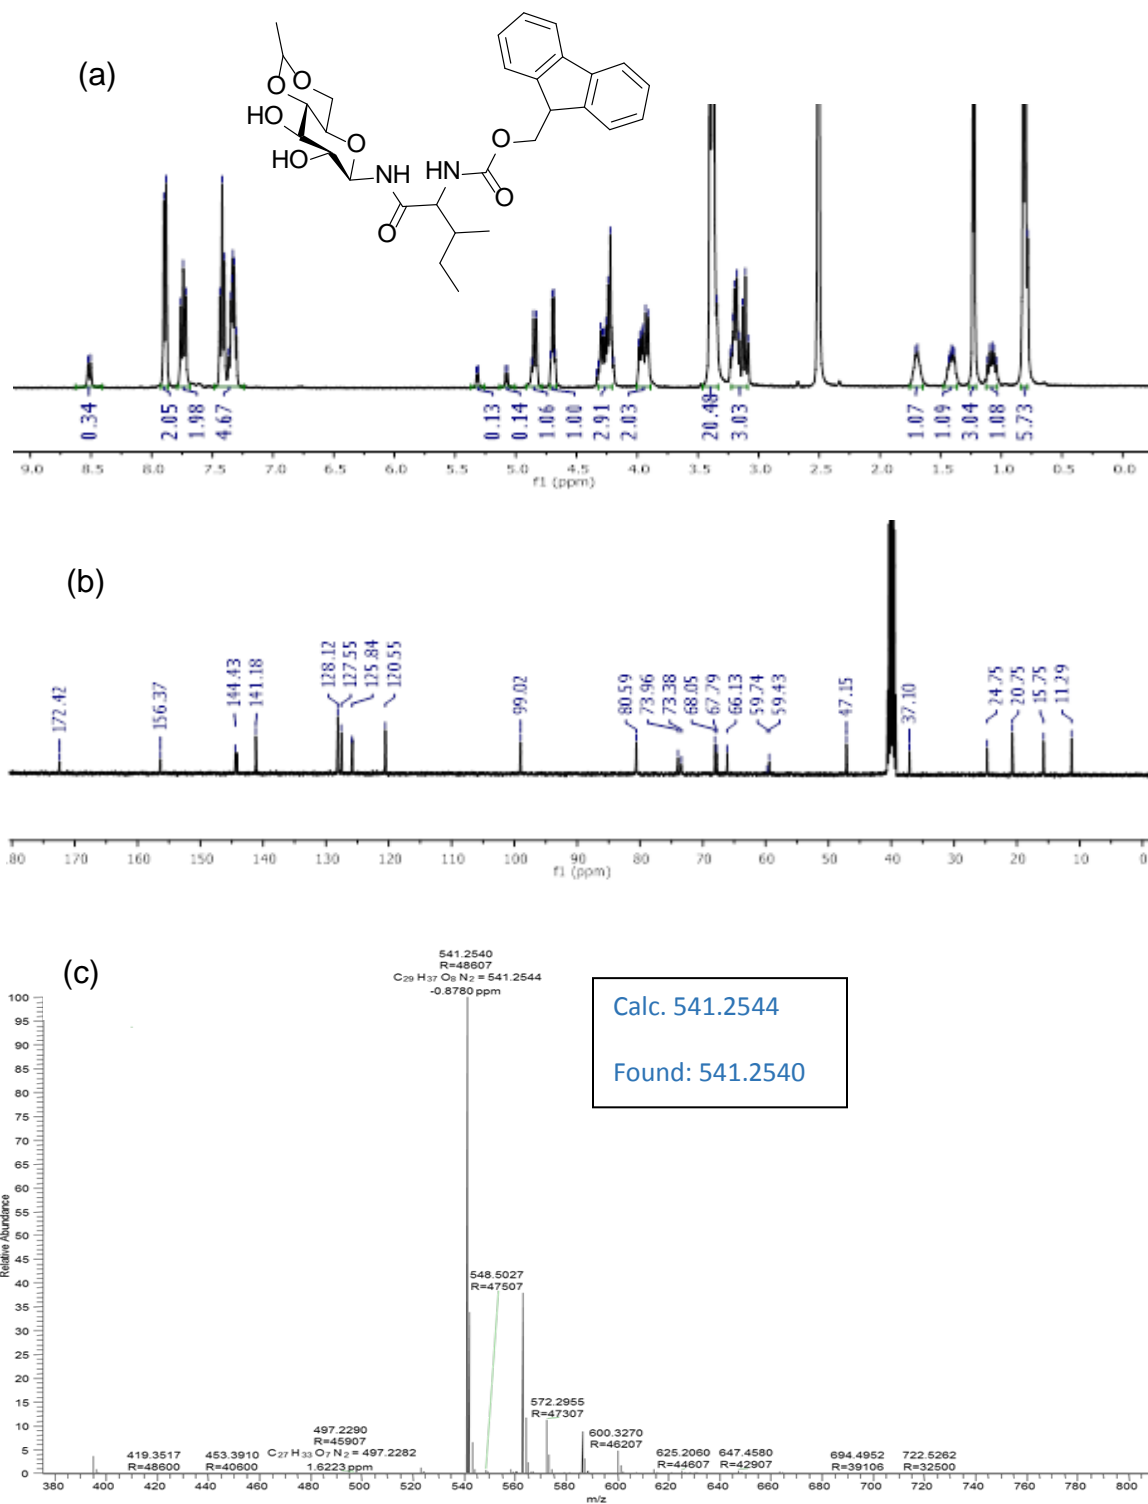 (a)
O
O
HO
HO
O
NH
HN
O
O
O
0.34
2.05
1.98
4.67
0.13
0.14
1.06
1.00
2.91
2.03
20.48
3.03
1.07
1.09
3.04
1.08
5.73
9.0 8.5 8.0 7.5 7.0 6.5 6.0 5.5 5.0 4.5 4.0 3.5 3.0 2.5 2.0 1.5 1.0 0.5 0.0
f1 (ppm)
(b)
172.42
156.37
144.43
141.18
128.12
127.55
125.84
120.55
99.02
80.59
73.96
73.38
68.05
67.79
66.13
59.74
59.43
47.15
37.10
24.75
20.75
15.75
11.29
.80 170 160 150 140 130 120 110 100 90 80 70 60 50 40 30 20 10 0
f1 (ppm)
(c)
541.2540
R=48607
C29 H37 O8 N2 = 541.2544
-0.8780 ppm
Calc. 541.2544
Found: 541.2540
100
95
90
85
80
75
70
65
60
55
50
45
40
35
30
25
20
15
10
5
0
Relative Abundance
548.5027
R=47507
572.2955
R=47307
600.3270
R=46207
497.2290
R=45907
C27 H33 O7 N2 = 497.2282
1.6223 ppm
419.3517
R=48600
453.3910
R=40600
625.2060
R=44607
647.4580
R=42907
694.4952
R=39106
722.5262
R=32500
380 400 420 440 460 480 500 520 540 560 580 600 620 640 660 680 700 720 740 760 780 800
m/z